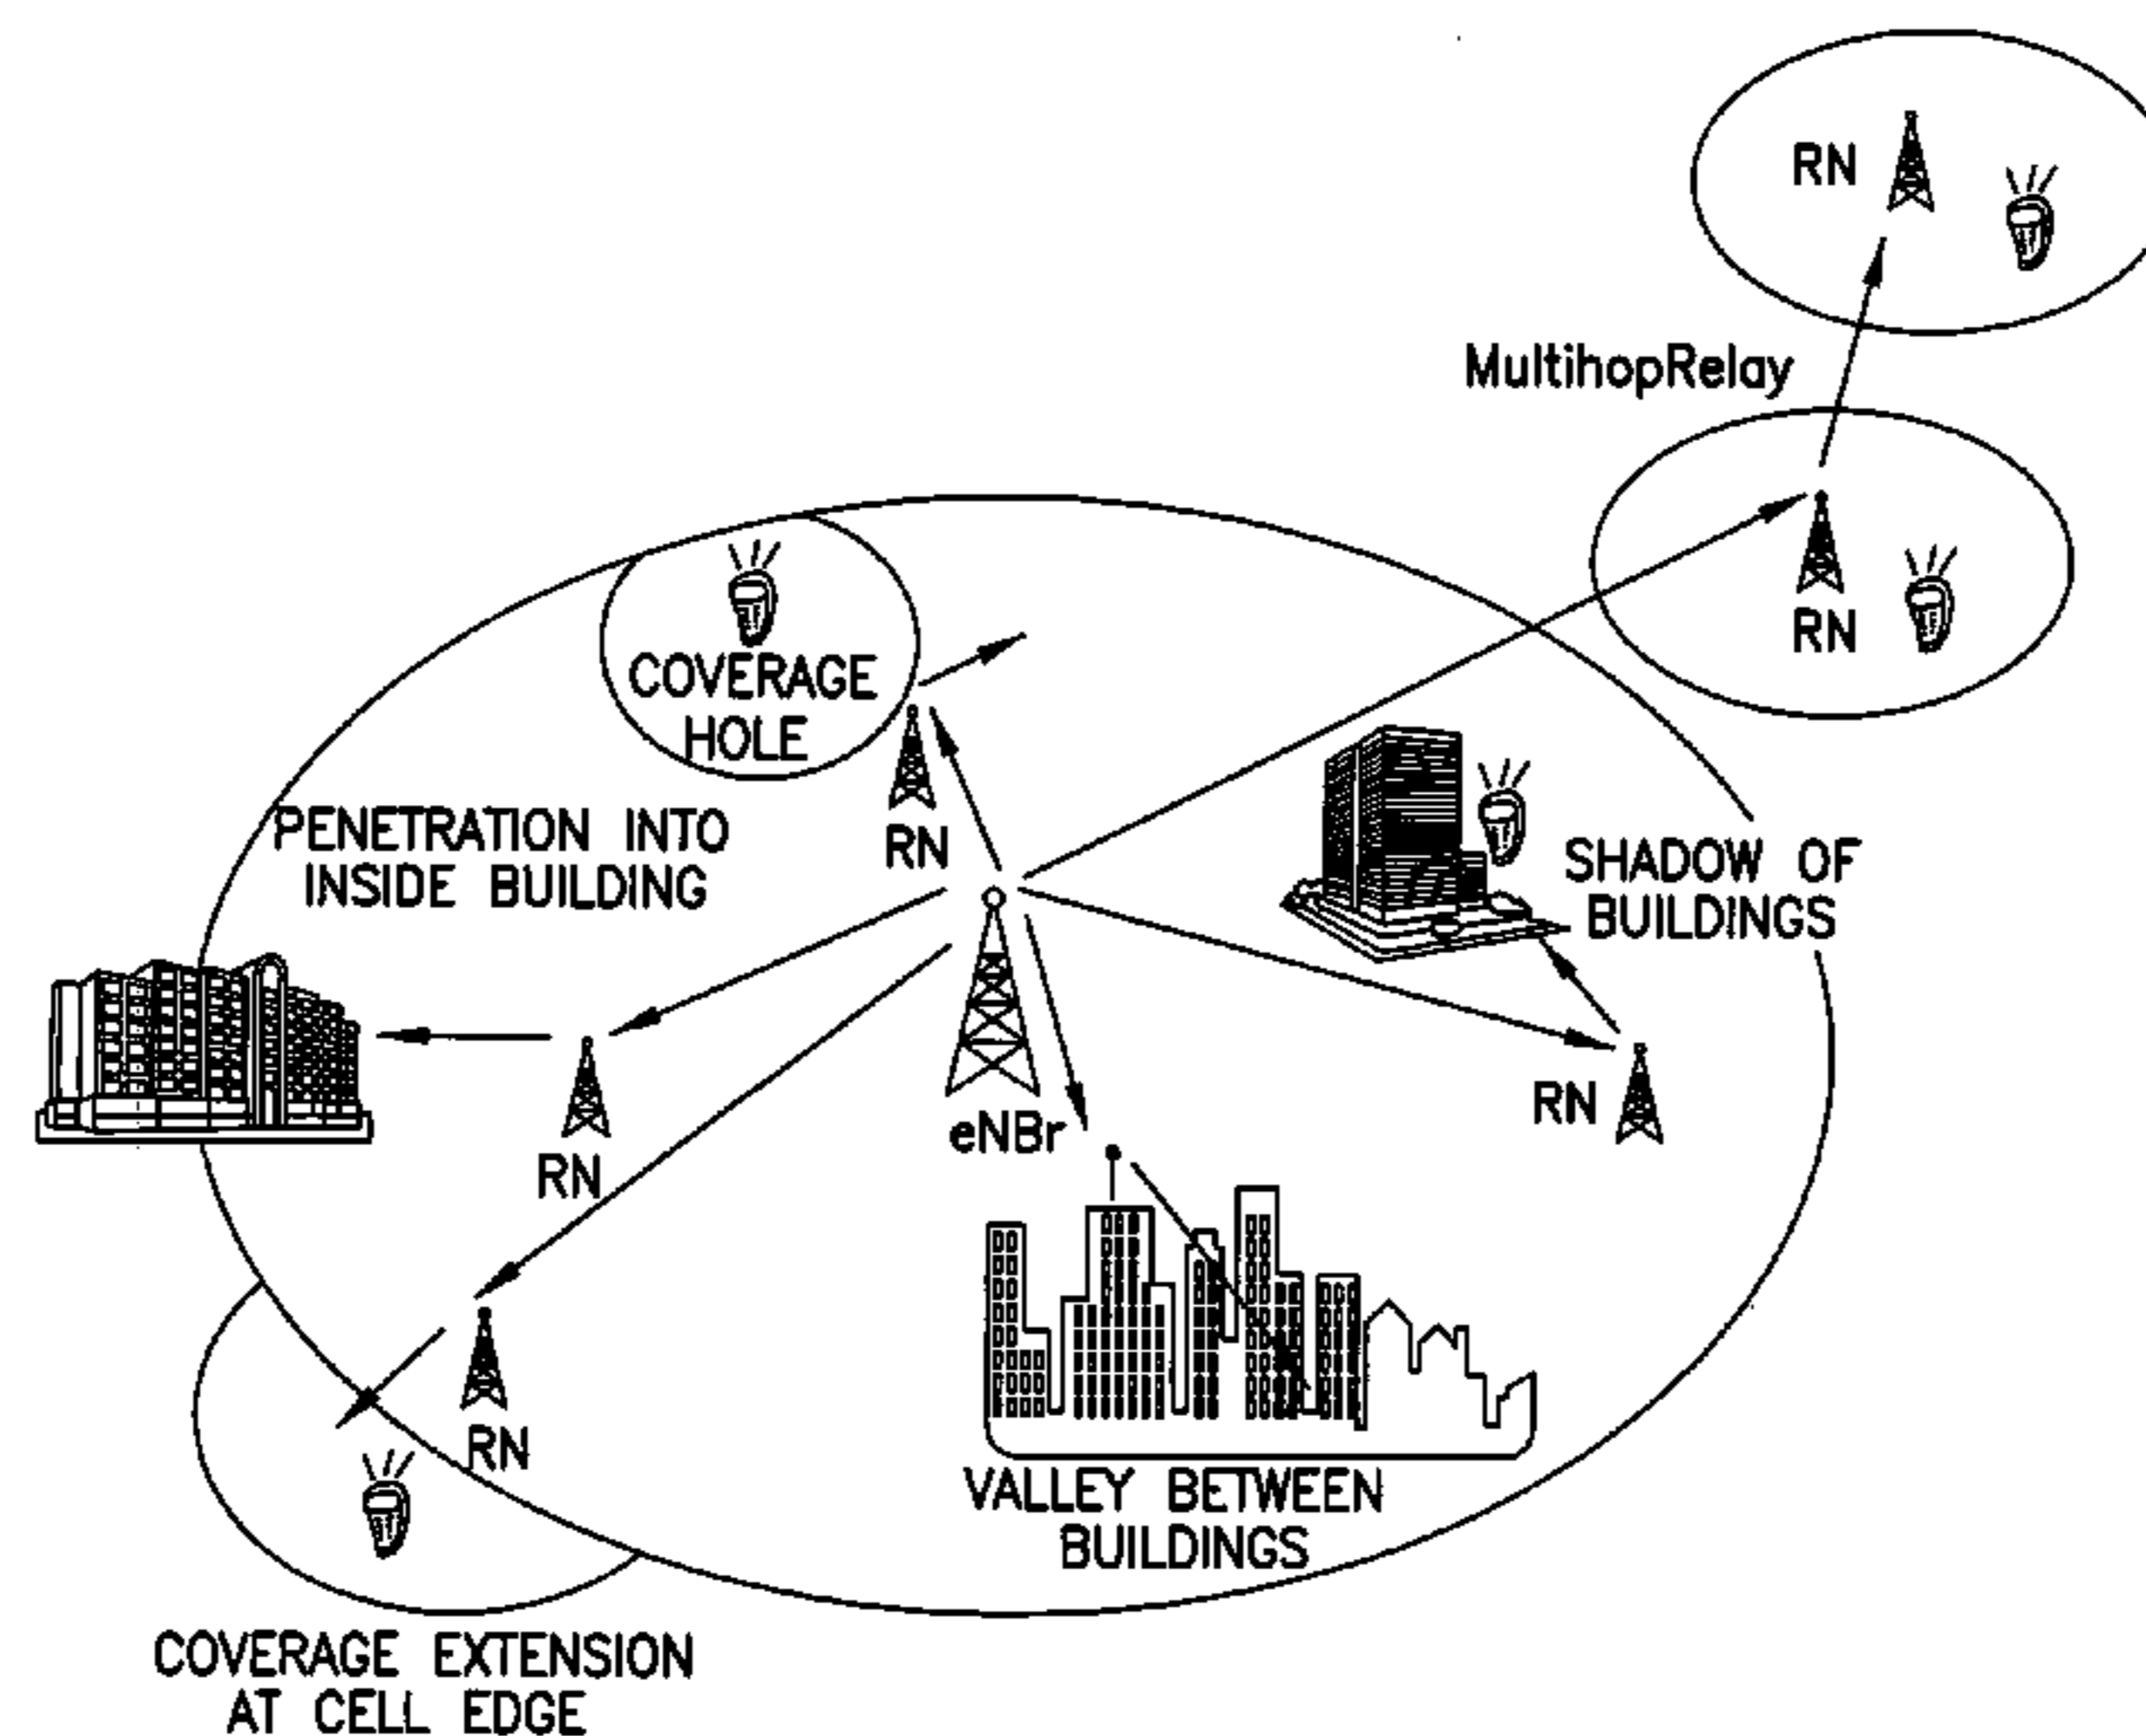 RN
MultihopRelay
RN
COVERAGE
HOLE
PENETRATION INTO
INSIDE BUILDING
RN
SHADOW OF
BUILDINGS
eNBr
RN
RN
RN
VALLEY BETWEEN
BUILDINGS
COVERAGE EXTENSION
AT CELL EDGE